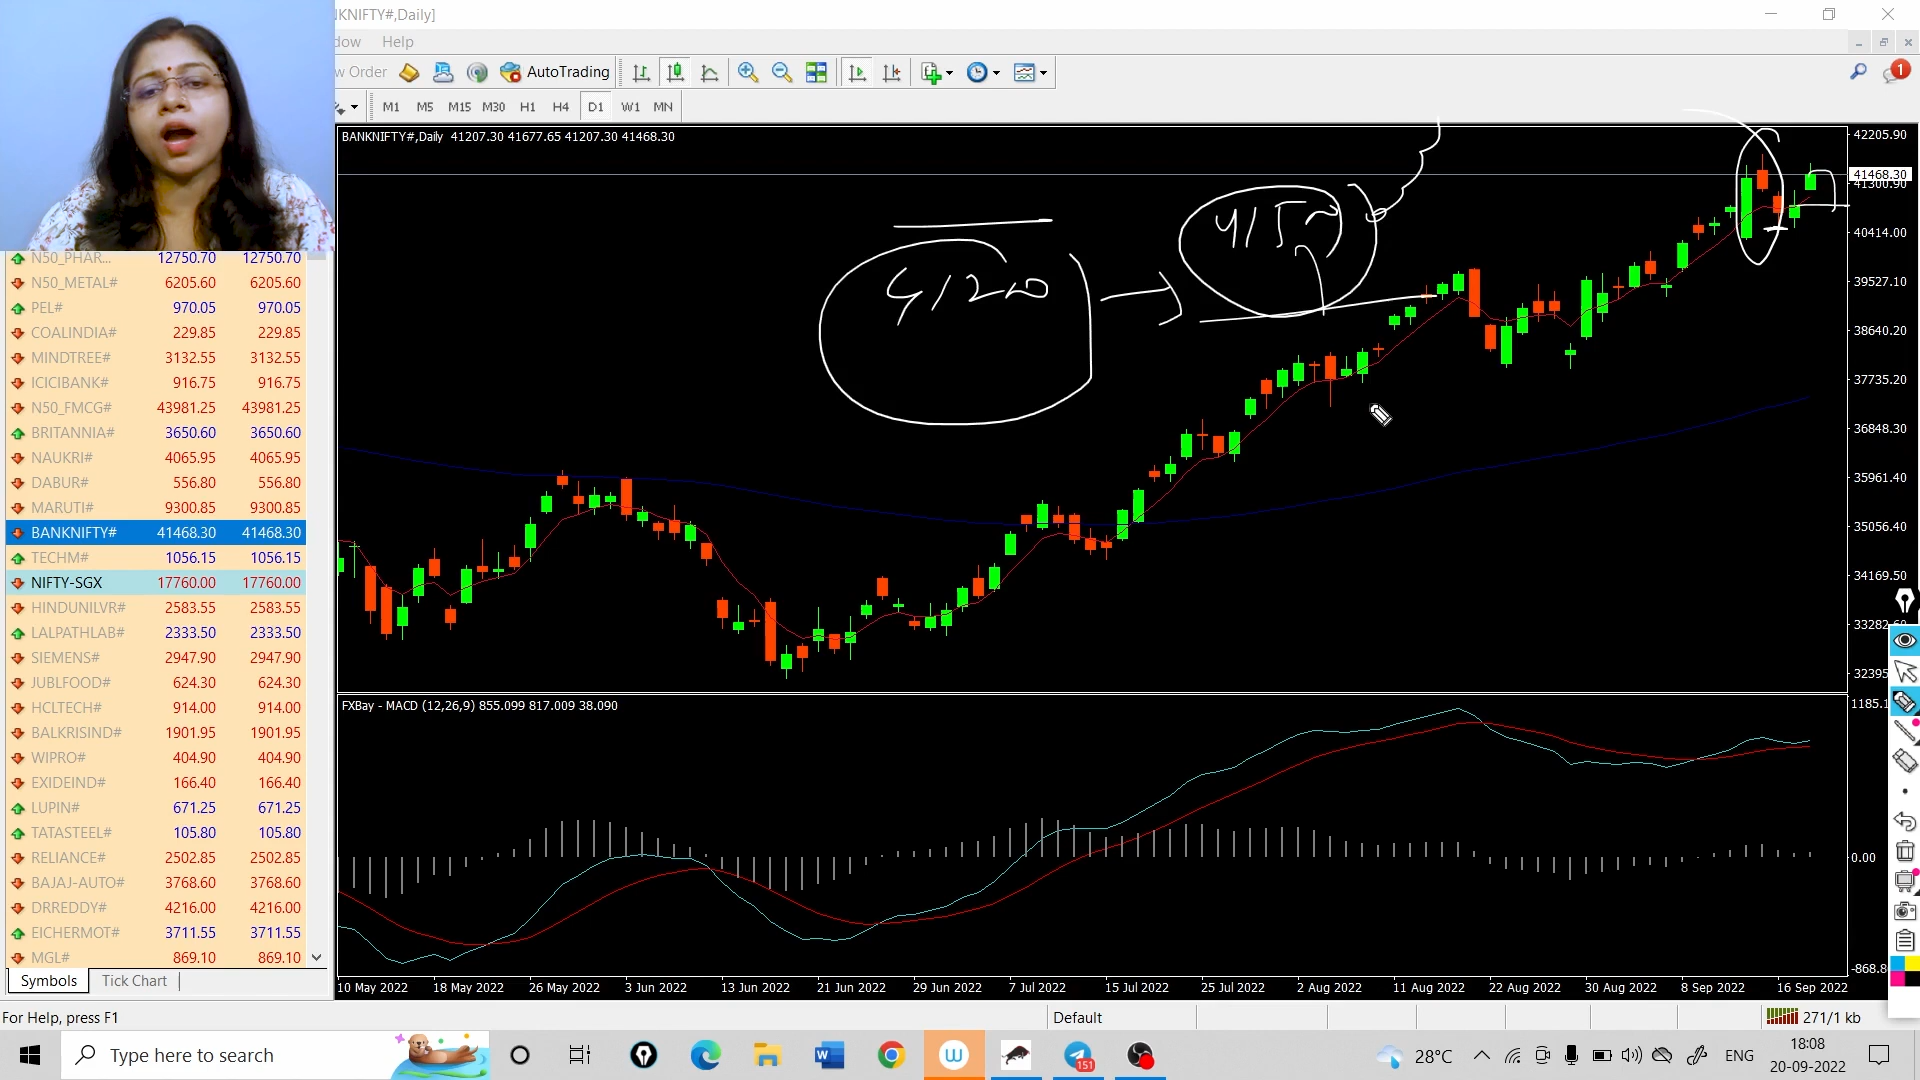 KNIFTY#,Daily]
dow Help
w Order AutoTrading
M1 M5 M15 M30 H1 H4 D1 W1 MN
1
BANKNIFTY#,Daily 41207.30 41677.65 41207.30 41468.30
41200
42205.90
41468.30
41300.90
40414.00
39527.10
38640.20
37735.20
36848.30
35961.40
35056.40
34169.50
33282.60
32395
N50_PHAR... 12750.70 12750.70
N50_METAL# 6205.60 6205.60
PEL# 970.05 970.05
COALINDIA# 229.85 229.85
MINDTREE# 3132.55 3132.55
ICICIBANK# 916.75 916.75
N50_FMCG# 43981.25 43981.25
BRITANNIA# 3650.60 3650.60
NAUKRI# 4065.95 4065.95
DABUR# 556.80 556.80
MARUTI# 9300.85 9300.85
BANKNIFTY# 41468.30 41468.30
TECHM# 1056.15 1056.15
NIFTY-SGX 17760.00 17760.00
HINDUNILVR# 2583.55 2583.55
LALPATHLAB# 2333.50 2333.50
SIEMENS# 2947.90 2947.90
JUBLFOOD# 624.30 624.30
HCLTECH# 914.00 914.00
BALKRISIND# 1901.95 1901.95
WIPRO# 404.90 404.90
EXIDEIND# 166.40 166.40
LUPIN# 671.25 671.25
TATASTEEL# 105.80 105.80
RELIANCE# 2502.85 2502.85
BAJAJ-AUTO# 3768.60 3768.60
DRREDDY# 4216.00 4216.00
EICHERMOT# 3711.55 3711.55
MGL# 869.10 869.10
Symbols Tick Chart
FXBay - MACD (12,26,9) 855.099 817.009 38.090
1185.1
0.00
-868.8
10 May 2022 18 May 2022 26 May 2022 3 Jun 2022 13 Jun 2022 21 Jun 2022 29 Jun 2022 7 Jul 2022 15 Jul 2022 25 Jul 2022 2 Aug 2022 11 Aug 2022 22 Aug 2022 30 Aug 2022 8 Sep 2022 16 Sep 2022
For Help, press F1 Default 271/1 kb
Type here to search W 151 28°C ENG 18:08
20-09-2022